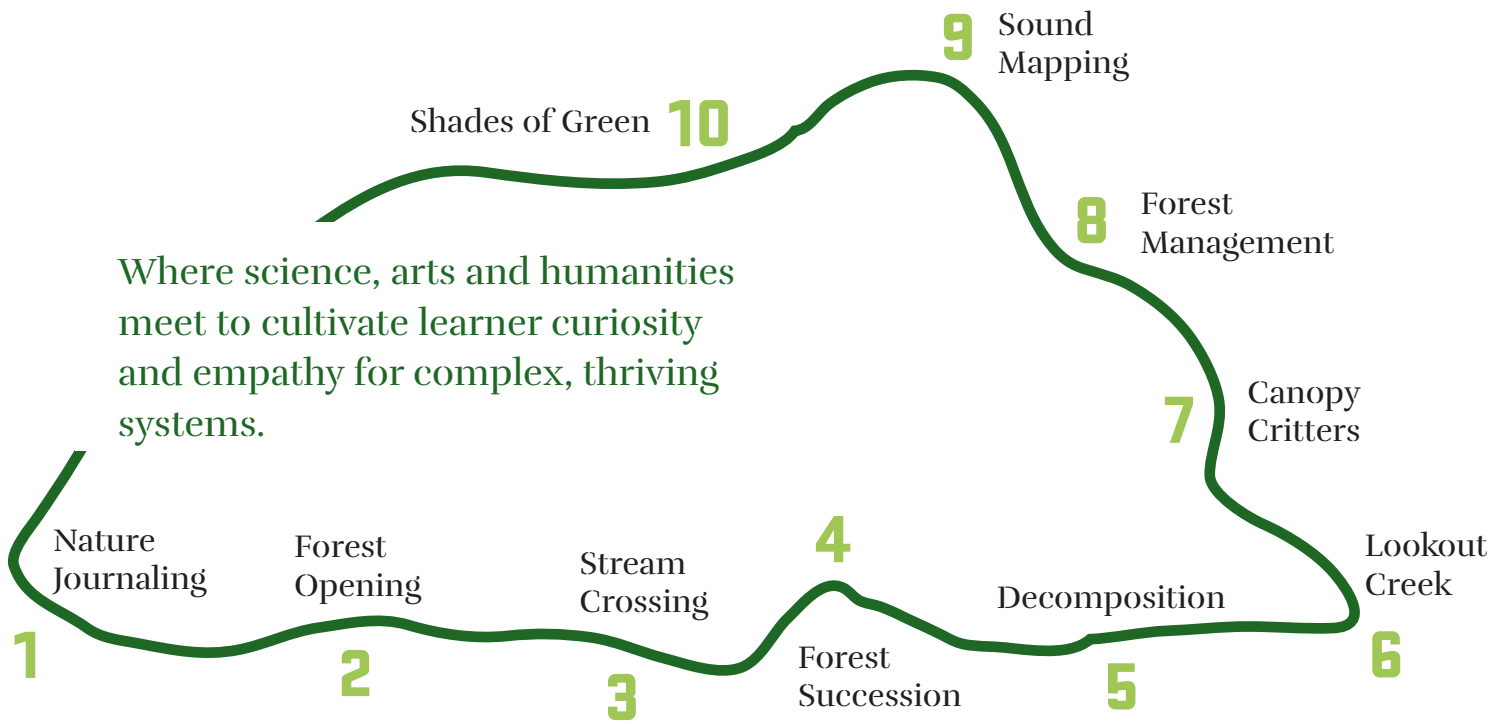 9
Sound
Mapping
Shades of Green
10
8
Forest
Management
Where science, arts and humanities
meet to cultivate learner curiosity
and empathy for complex, thriving
systems.
7
Canopy
Critters
Nature
Journaling
1
Forest
Opening
2
Stream
Crossing
3
4
Forest
Succession
Decomposition
5
Lookout
Creek
6